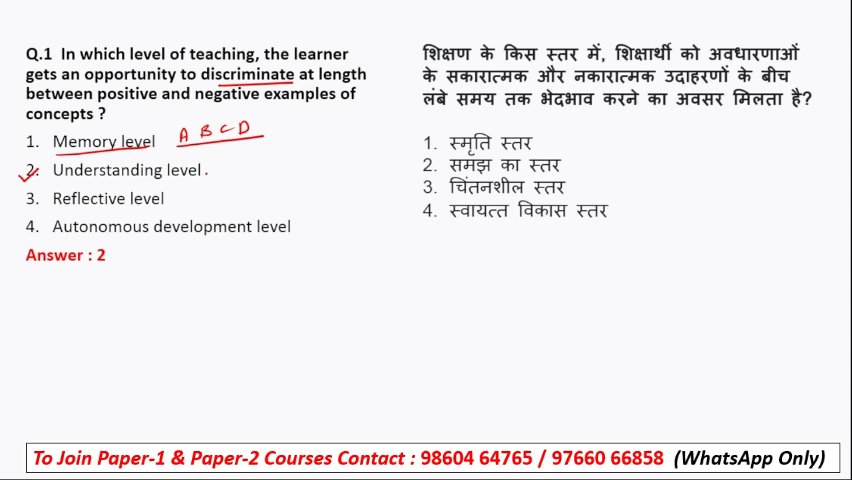 Q.1 In which level of teaching, the learner
gets an opportunity to discriminate at length
between positive and negative examples of
concepts ?
1. Memory level A B C D
2. Understanding level.
3. Reflective level
4. Autonomous development level
Answer : 2
शिक्षण के किस स्तर में, शिक्षार्थी को अवधारणाओं
के सकारात्मक और नकारात्मक उदाहरणों के बीच
लंबे समय तक भेदभाव करने का अवसर मिलता है?
1. स्मृति स्तर
2. समझ का स्तर
3. चिंतनशील स्तर
4. स्वायत्त विकास स्तर
To Join Paper-1 & Paper-2 Courses Contact : 98604 64765 / 97660 66858 (WhatsApp Only)